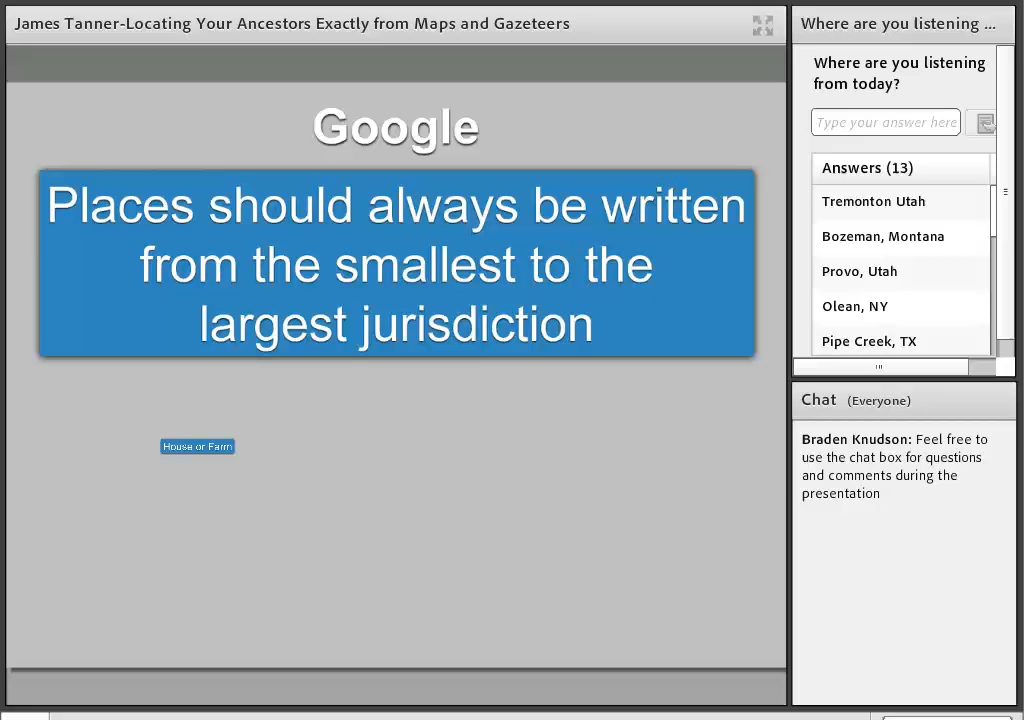 James Tanner-Locating Your Ancestors Exactly from Maps and Gazeteers
Google
Places should always be written
from the smallest to the
largest jurisdiction
House or Farm
Where are you listening ...
Where are you listening
from today?
Type your answer here
Answers (13)
Tremonton Utah
Bozeman, Montana
Provo, Utah
Olean, NY
Pipe Creek, TX
Chat (Everyone)
Braden Knudson: Feel free to
use the chat box for questions
and comments during the
presentation